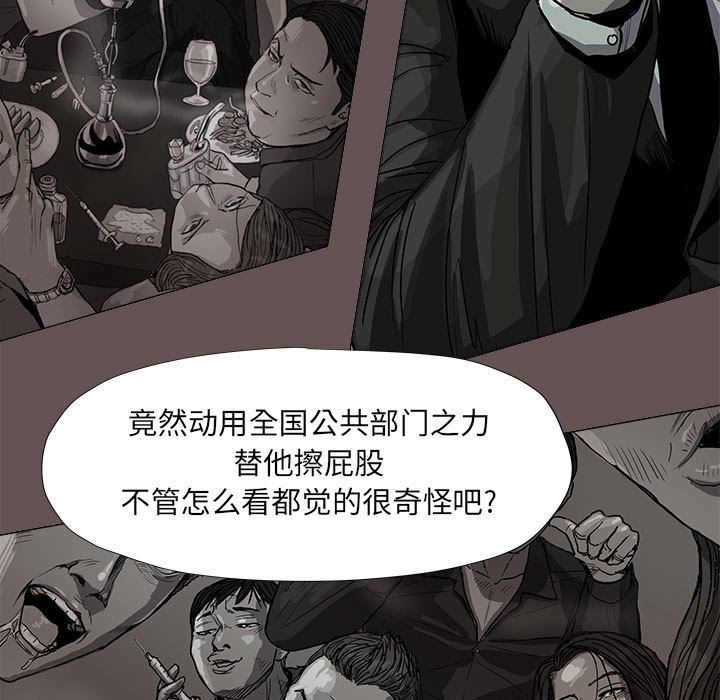 竟然动用全国公共部门之力
替他擦屁股
不管怎么看都觉的很奇怪吧?